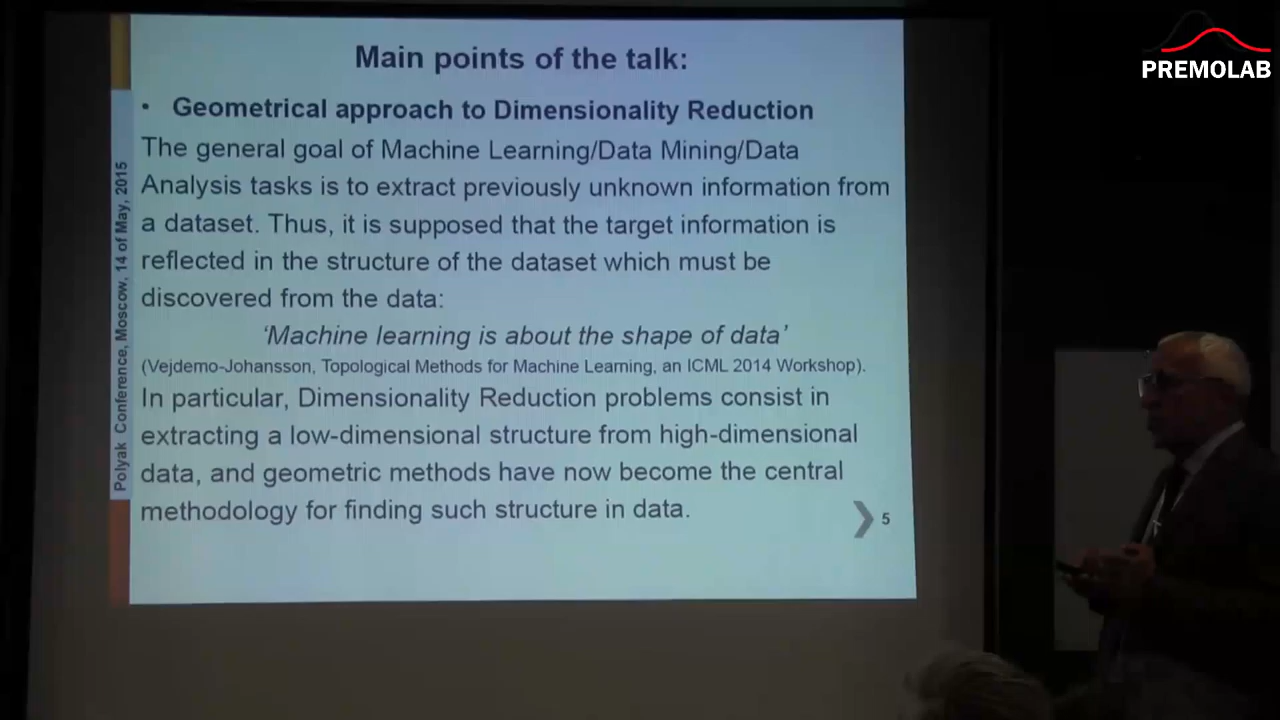 PREMOLAB
Main points of the talk:
• Geometrical approach to Dimensionality Reduction
The general goal of Machine Learning/Data Mining/Data
Analysis tasks is to extract previously unknown information from
a dataset. Thus, it is supposed that the target information is
reflected in the structure of the dataset which must be
discovered from the data:
‘Machine learning is about the shape of data’
(Vejdemo-Johansson, Topological Methods for Machine Learning, an ICML 2014 Workshop).
In particular, Dimensionality Reduction problems consist in
extracting a low-dimensional structure from high-dimensional
data, and geometric methods have now become the central
methodology for finding such structure in data.
5
Polyak Conference, Moscow, 14 of May, 2015